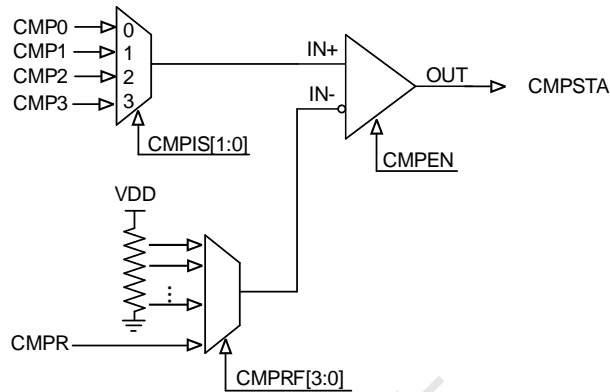 CMP0
CMP1
CMP2
CMP3
0
1
2
3
CMPIS[1:0]
IN+
IN-
OUT
CMPSTA
CMPEN
VDD
CMPR
CMPRF[3:0]